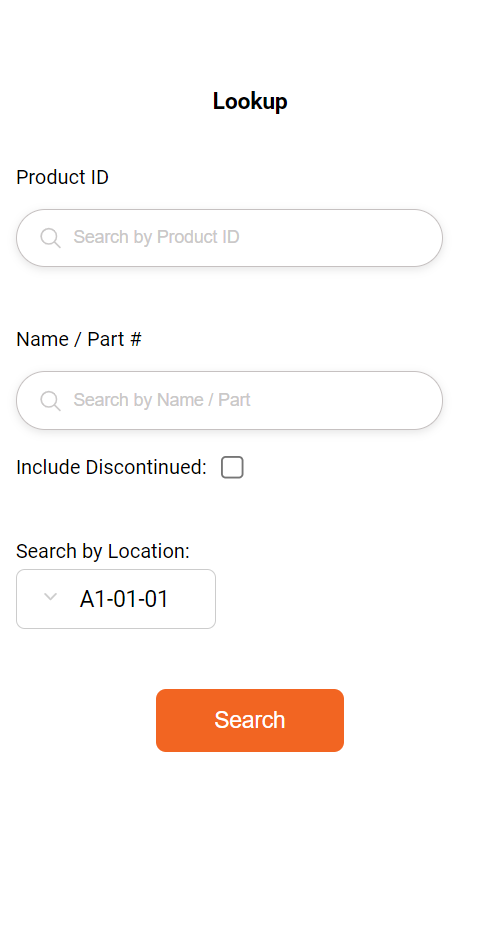 Lookup
Product ID
Search by Product ID
Name / Part #
Search by Name / Part
Include Discontinued:
Search by Location:
A1-01-01
Search